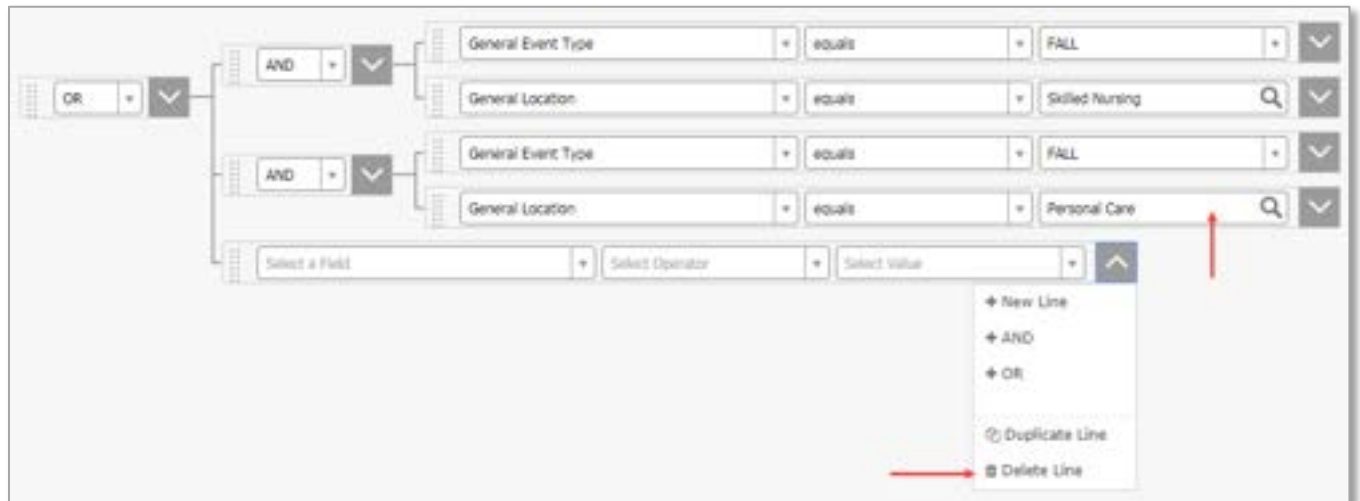 General Event Type equals FALL
AND
General Location equals Skilled Nursing
OR
General Event Type equals FALL
AND
General Location equals Personal Care
Select a Field Select Operator Select Value
+ New Line
+ AND
+ OR
Duplicate Line
Delete Line